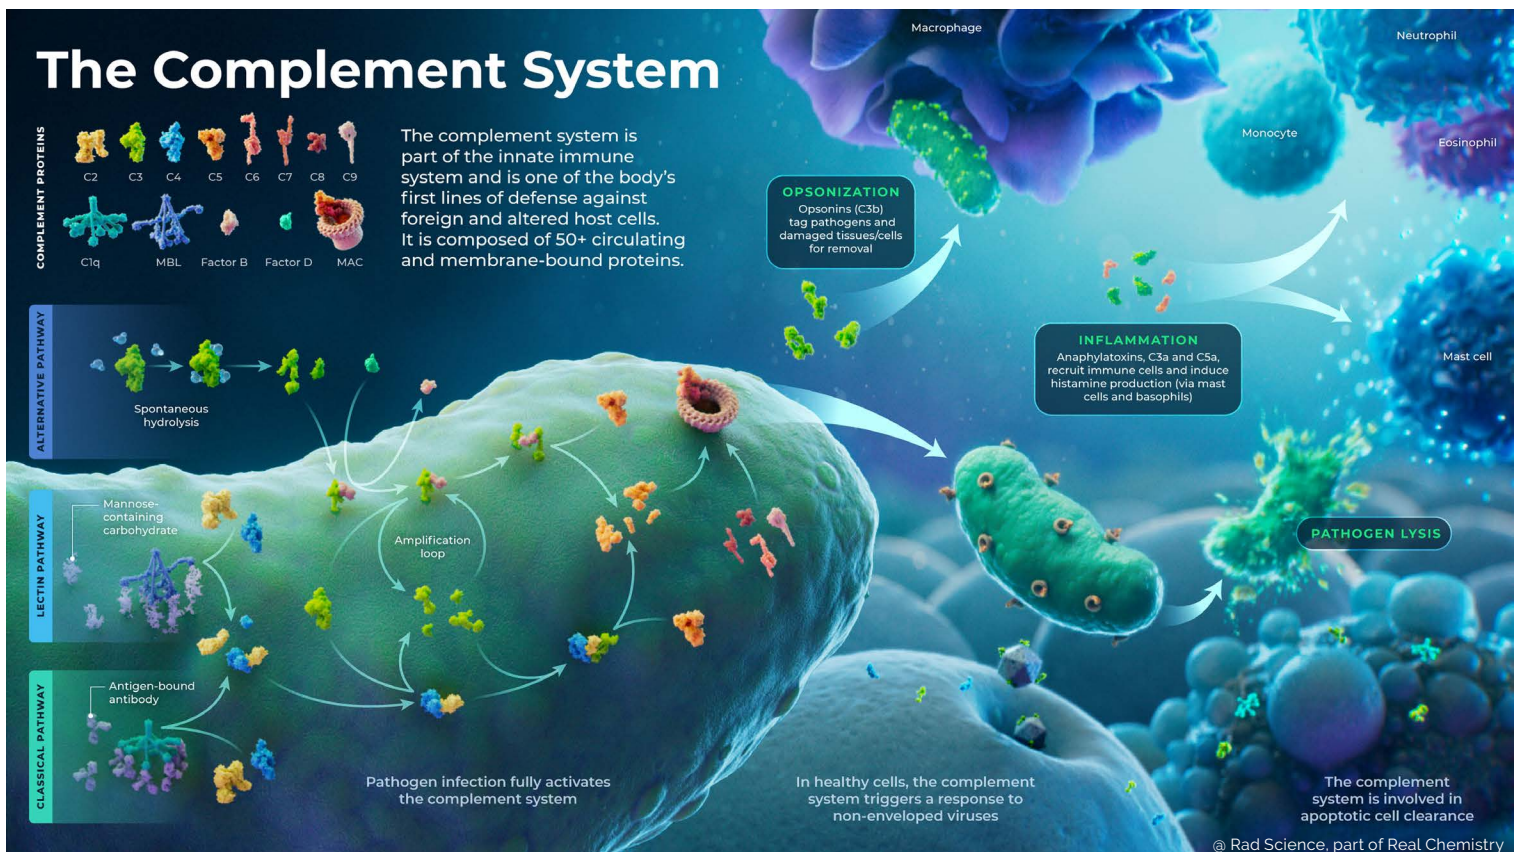 The Complement System
COMPLEMENT PROTEINS
C2
C3
C4
C5
C6
C7
C8
C9
C1q
MBL
Factor B
Factor D
MAC
The complement system is
part of the innate immune
system and is one of the body's
first lines of defense against
foreign and altered host cells.
It is composed of 50+ circulating
and membrane-bound proteins.
ALTERNATIVE PATHWAY
Spontaneous
hydrolysis
LECTIN PATHWAY
Mannose-
containing
carbohydrate
Amplification
loop
CLASSICAL PATHWAY
Antigen-bound
antibody
Pathogen infection fully activates
the complement system
Macrophage
Neutrophil
Monocyte
Eosinophil
OPSONIZATION
Opsonins (C3b)
tag pathogens and
damaged tissues/cells
for removal
INFLAMMATION
Anaphylatoxins, C3a and C5a,
recruit immune cells and induce
histamine production (via mast
cells and basophils)
Mast cell
PATHOGEN LYSIS
In healthy cells, the complement
system triggers a response to
non-enveloped viruses
The complement
system is involved in
apoptotic cell clearance
@ Rad Science, part of Real Chemistry